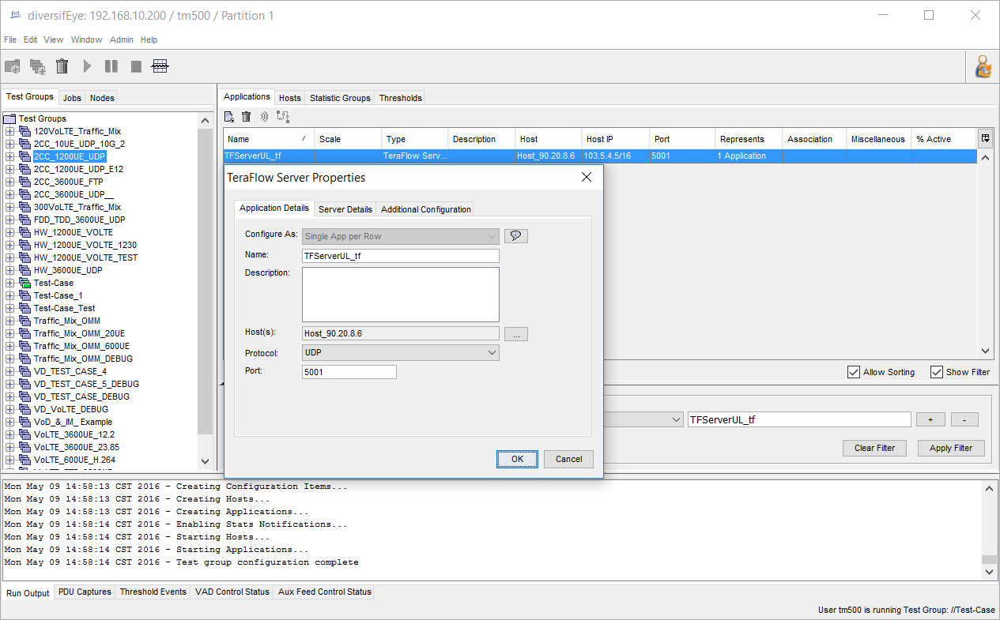 diversifEye: 192.168.10.200 / tm500 / Partition 1
File Edit View Window Admin Help
Test Groups Jobs Nodes
Test Groups
120VoLTE_Traffic_Mix
2CC_10UE_UDP_10G_2
2CC_1200UE_UDP
2CC_1200UE_UDP_E12
2CC_3600UE_FTP
2CC_3600UE_UDP__
300VoLTE_Traffic_Mix
FDD_TDD_3600UE_UDP
HW_1200UE_VOLTE
HW_1200UE_VOLTE_1230
HW_1200UE_VOLTE_TEST
HW_3600UE_UDP
Test-Case
Test-Case_1
Test-Case_Test
Traffic_Mix_OMM
Traffic_Mix_OMM_20UE
Traffic_Mix_OMM_600UE
Traffic_Mix_OMM_DEBUG
VD_TEST_CASE_4
VD_TEST_CASE_5_DEBUG
VD_TEST_CASE_DEBUG
VD_VoLTE_DEBUG
VoD_&_IM_ Example
VoLTE_3600UE_12.2
VoLTE_3600UE_23.85
VoLTE_600UE_H.264
Applications Hosts Statistic Groups Thresholds
Name / Scale Type Description Host Host IP Port Represents Association Miscellaneous % Active
TFServerUL_tf TeraFlow Serv... Host_90.20.8.6 103.5.4.5/16 5001 1 Application
TeraFlow Server Properties
Application Details Server Details Additional Configuration
Configure As: Single App per Row
Name: TFServerUL_tf
Description:
Host(s): Host_90.20.8.6 ...
Protocol: UDP
Port: 5001
OK Cancel
Allow Sorting Show Filter
TFServerUL_tf + -
Clear Filter Apply Filter
Mon May 09 14:58:13 CST 2016 - Creating Configuration Items...
Mon May 09 14:58:13 CST 2016 - Creating Hosts...
Mon May 09 14:58:13 CST 2016 - Creating Applications...
Mon May 09 14:58:14 CST 2016 - Enabling Stats Notifications...
Mon May 09 14:58:14 CST 2016 - Starting Hosts...
Mon May 09 14:58:14 CST 2016 - Starting Applications...
Mon May 09 14:58:14 CST 2016 - Test group configuration complete
Run Output PDU Captures Threshold Events VAD Control Status Aux Feed Control Status
User tm500 is running Test Group: //Test-Case